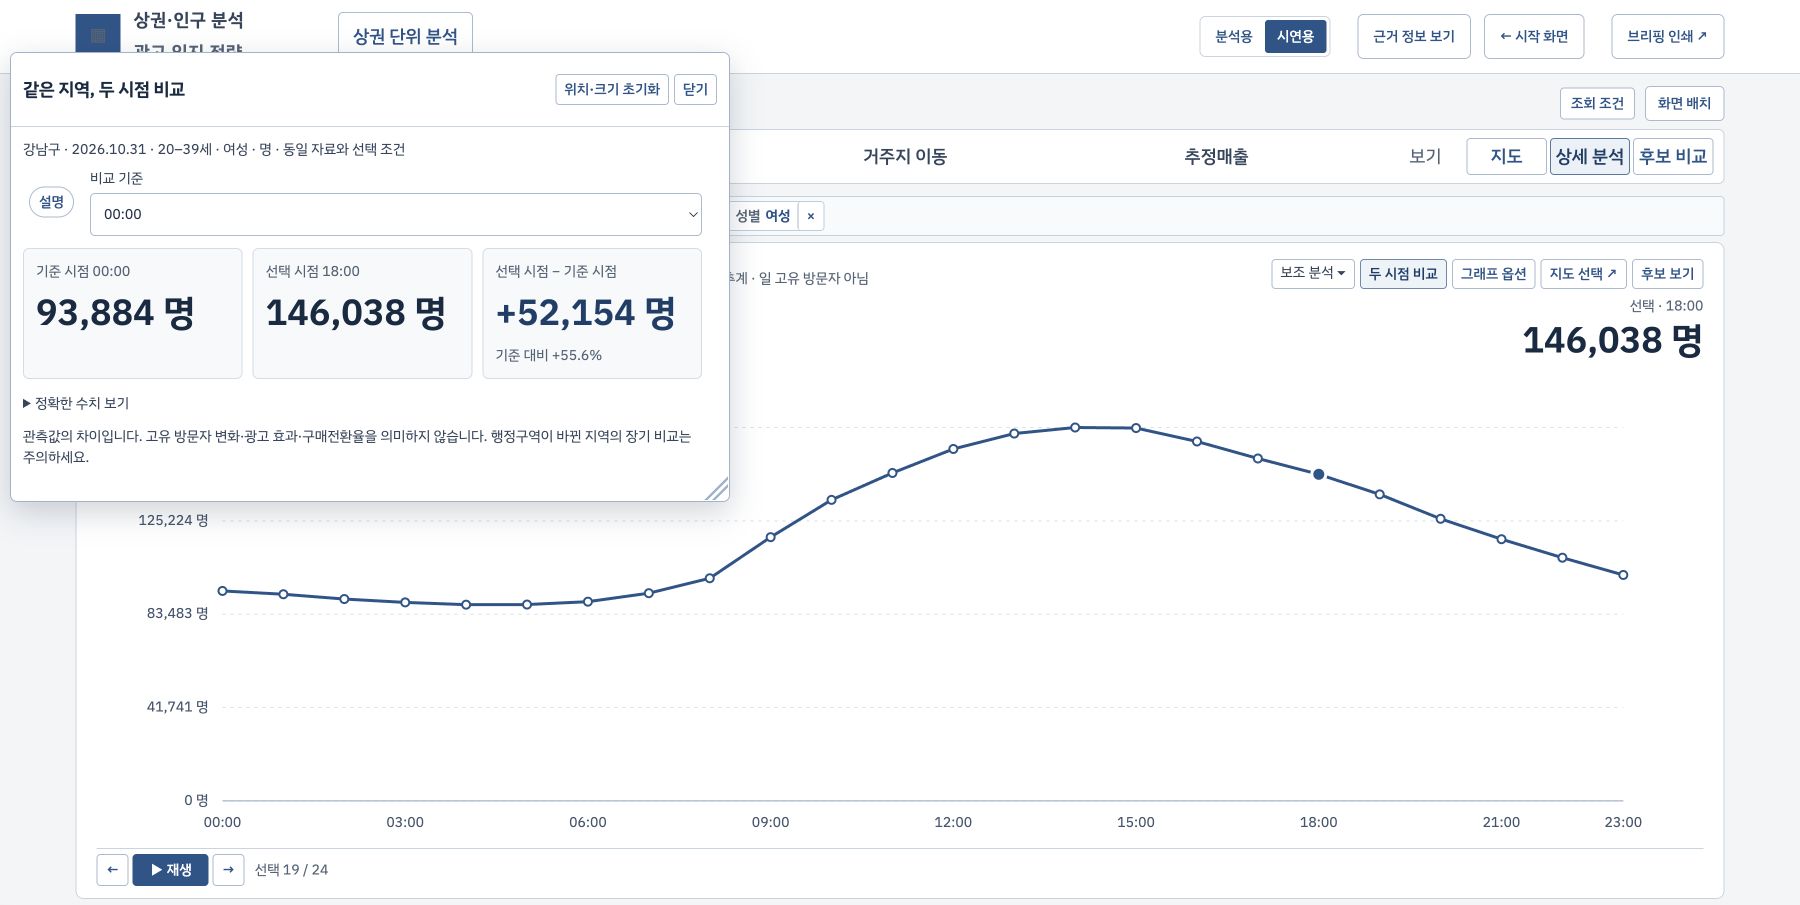 상권·인구 분석
광고 입지 전략
상권 단위 분석
분석용
시연용
근거 정보 보기
← 시작 화면
브리핑 인쇄 ↗
같은 지역, 두 시점 비교
위치·크기 초기화
닫기
조회 조건
화면 배치
강남구 · 2026.10.31 · 20–39세 · 여성 · 명 · 동일 자료와 선택 조건
거주지 이동
추정매출
보기
지도
상세 분석
후보 비교
비교 기준
설명
00:00
성별 여성 ×
기준 시점 00:00
93,884 명
선택 시점 18:00
146,038 명
선택 시점 − 기준 시점
+52,154 명
기준 대비 +55.6%
· 일 고유 방문자 아님
보조 분석
두 시점 비교
그래프 옵션
지도 선택 ↗
후보 보기
선택 · 18:00
146,038 명
▶ 정확한 수치 보기
관측값의 차이입니다. 고유 방문자 변화·광고 효과·구매전환율을 의미하지 않습니다. 행정구역이 바뀐 지역의 장기 비교는
주의하세요.
125,224 명
83,483 명
41,741 명
0 명
00:00
03:00
06:00
09:00
12:00
15:00
18:00
21:00
23:00
←
▶ 재생
→
선택 19 / 24